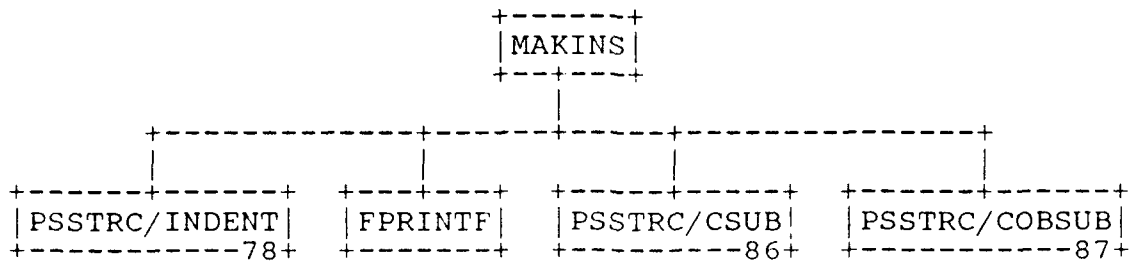 MAKINS
PSSTRC/INDENT FPRINTF PSSTRC/CSUB PSSTRC/COBSUB
78 86 87